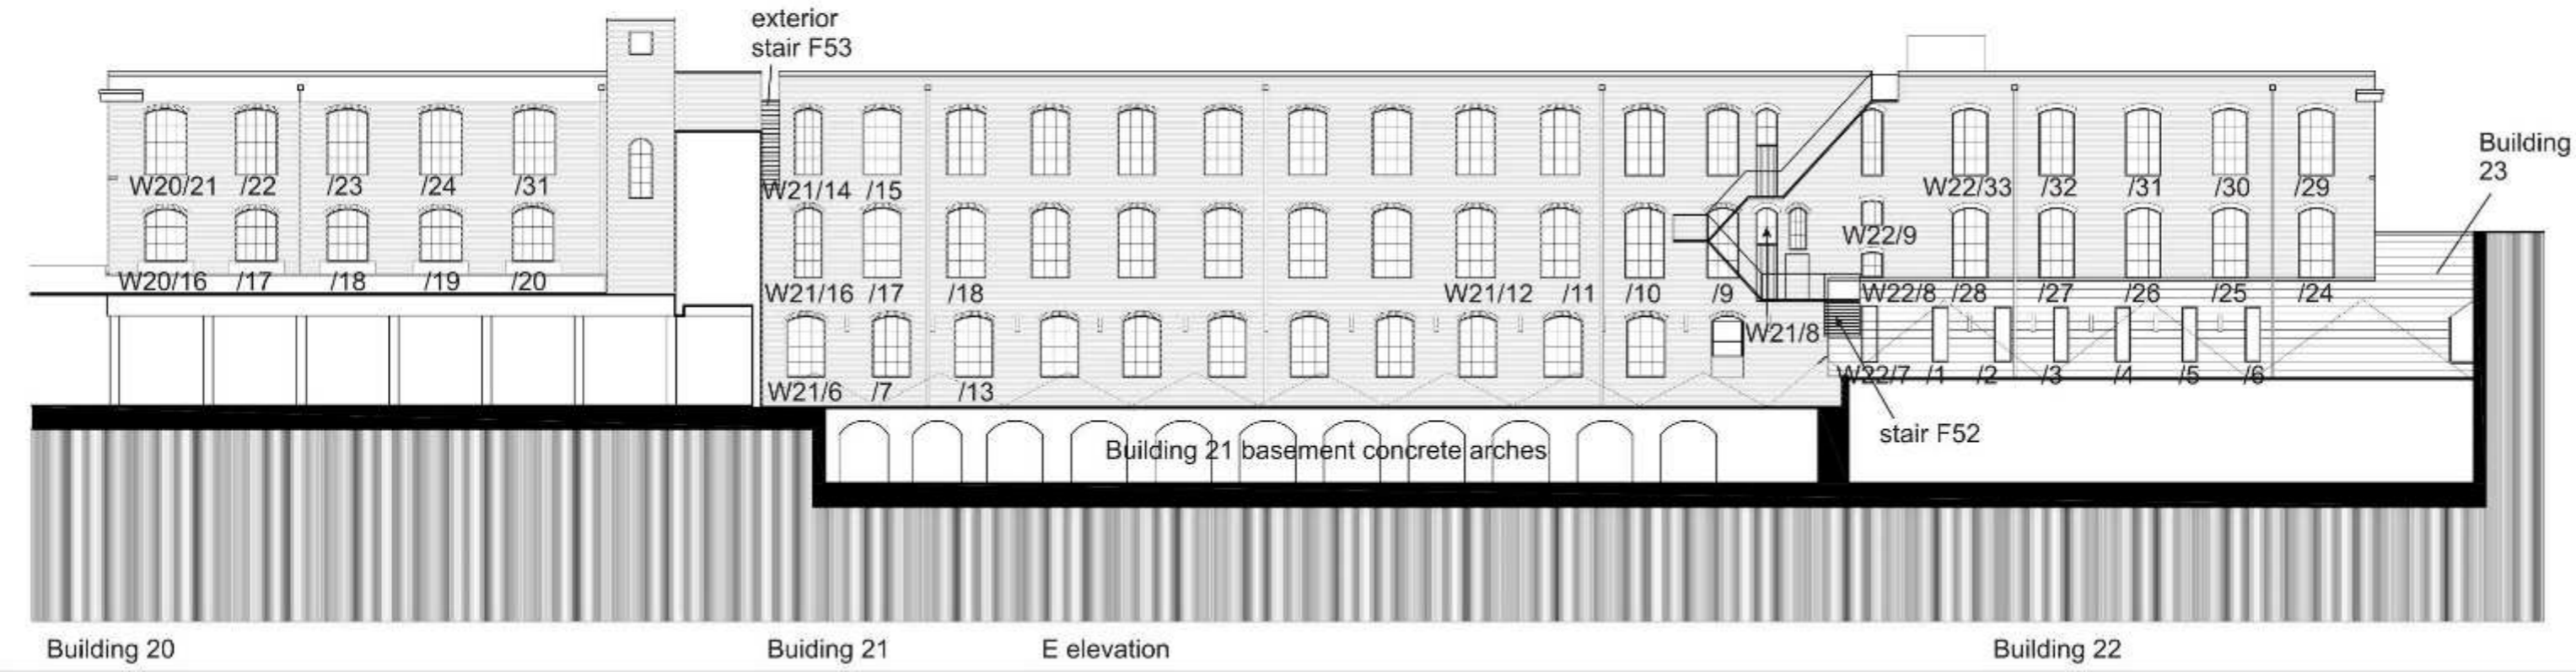 exterior
stair F53
Building
23
W20/21 /22 /23 /24 /31
W21/14 /15
W22/33 /32 /31 /30 /29
W22/9
W20/16 /17 /18 /19 /20
W21/16 /17 /18 W21/12 /11 /10 /9
W22/8 /28 /27 /26 /25 /24
W21/8
W21/6 /7 /13
W22/7 /1 /2 /3 /4 /5 /6
stair F52
Building 21 basement concrete arches
Building 20 Buiding 21 E elevation Building 22